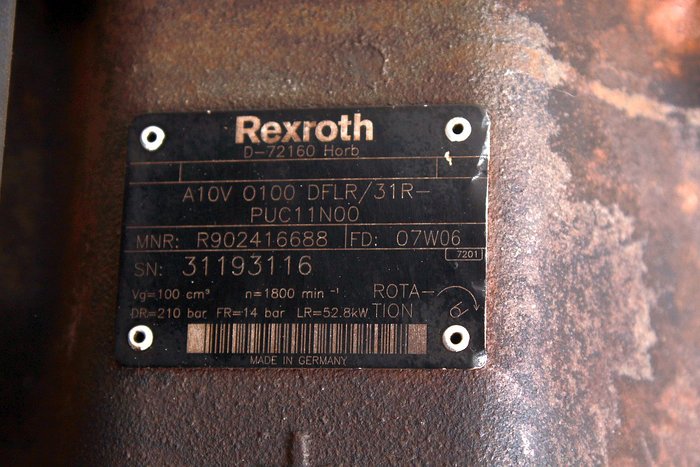 Rexroth
D-72160 Horb
A10V O100 DFLR/31R-
PUC11N00
MNR: R902416688 FD: 07W06
7201
SN: 31193116
Vg=100 cm³ n=1800 min -1 ROTA-
DR=210 bar FR=14 bar LR=52.8kW TION
MADE IN GERMANY